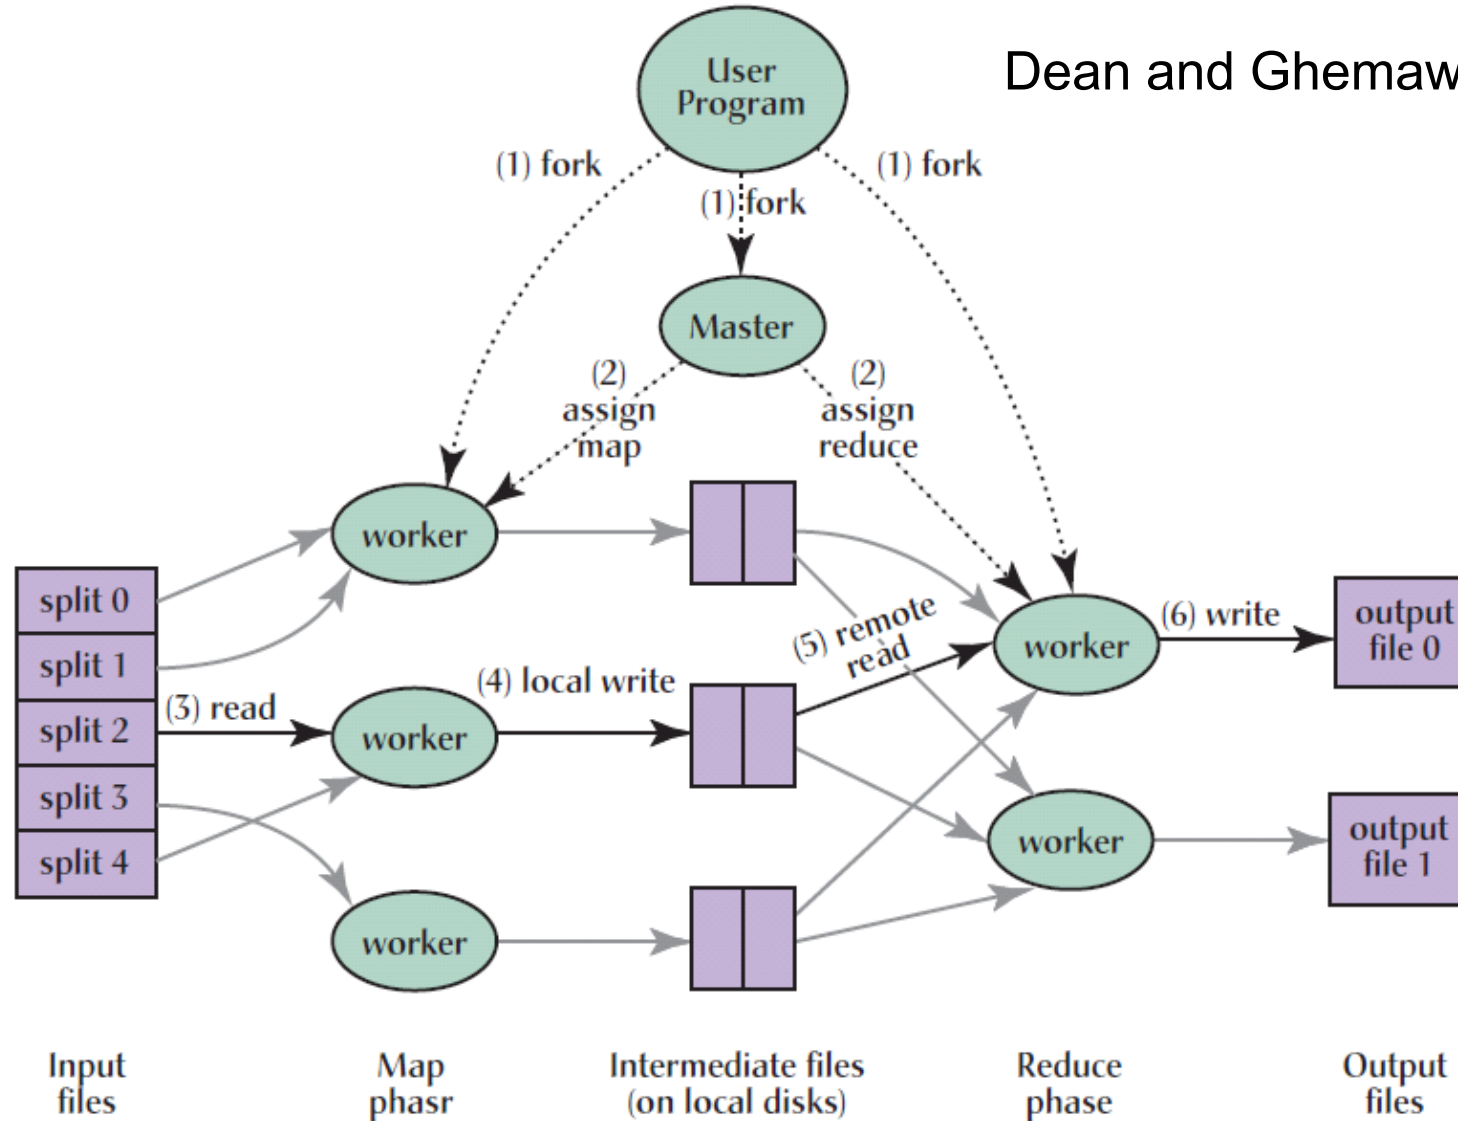 Dean and Ghemaw
User
Program
(1) fork
(1) fork
(1) fork
Master
(2)
assign
map
(2)
assign
reduce
worker
split 0
split 1
split 2
split 3
split 4
(3) read
worker
(4) local write
(5) remote
read
worker
(6) write
output
file 0
worker
output
file 1
worker
Input
files
Map
phasr
Intermediate files
(on local disks)
Reduce
phase
Output
files